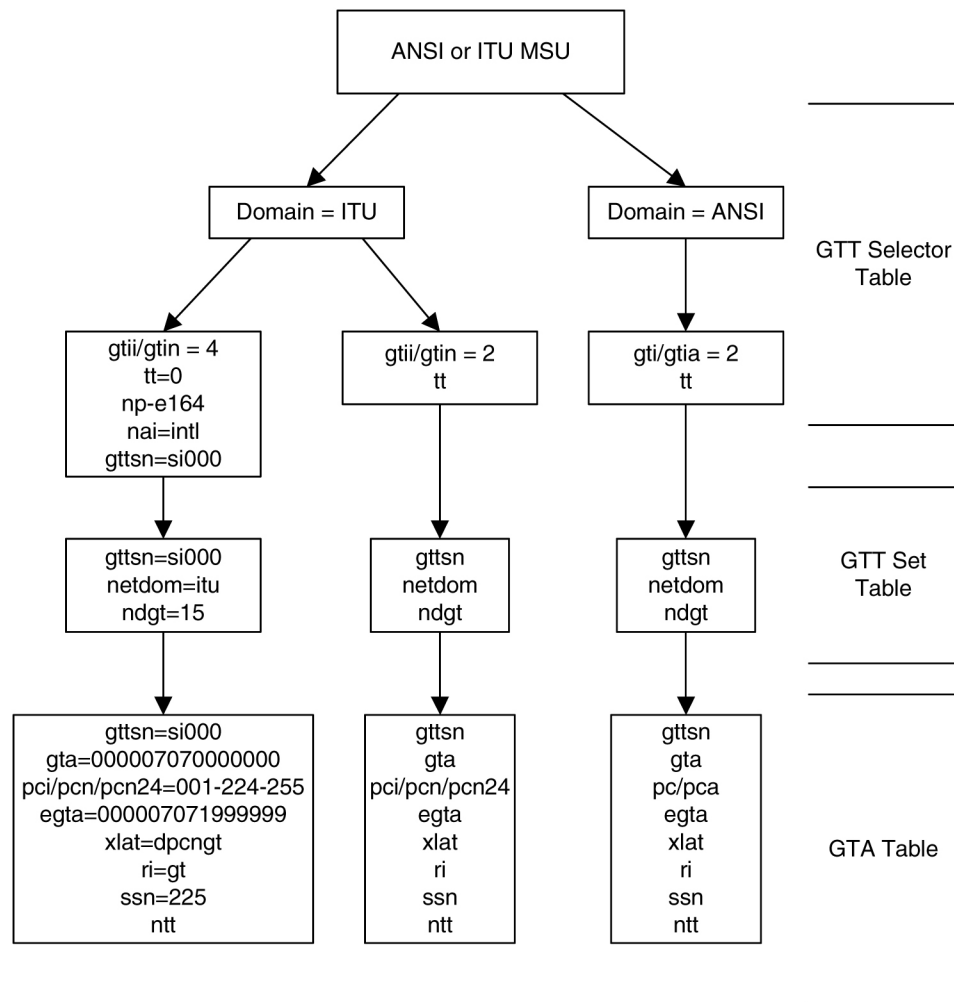 ANSI or ITU MSU
Domain = ITU
Domain = ANSI
GTT Selector
Table
gtii/gtin = 4
tt=0
np-e164
nai=intl
gttsn=si000
gtii/gtin = 2
tt
gti/gtia = 2
tt
gttsn=si000
netdom=itu
ndgt=15
gttsn
netdom
ndgt
gttsn
netdom
ndgt
GTT Set
Table
gttsn=si000
gta=000007070000000
pci/pcn/pcn24=001-224-255
egta=000007071999999
xlat=dpcngt
ri=gt
ssn=225
ntt
gttsn
gta
pci/pcn/pcn24
egta
xlat
ri
ssn
ntt
gttsn
gta
pc/pca
egta
xlat
ri
ssn
ntt
GTA Table